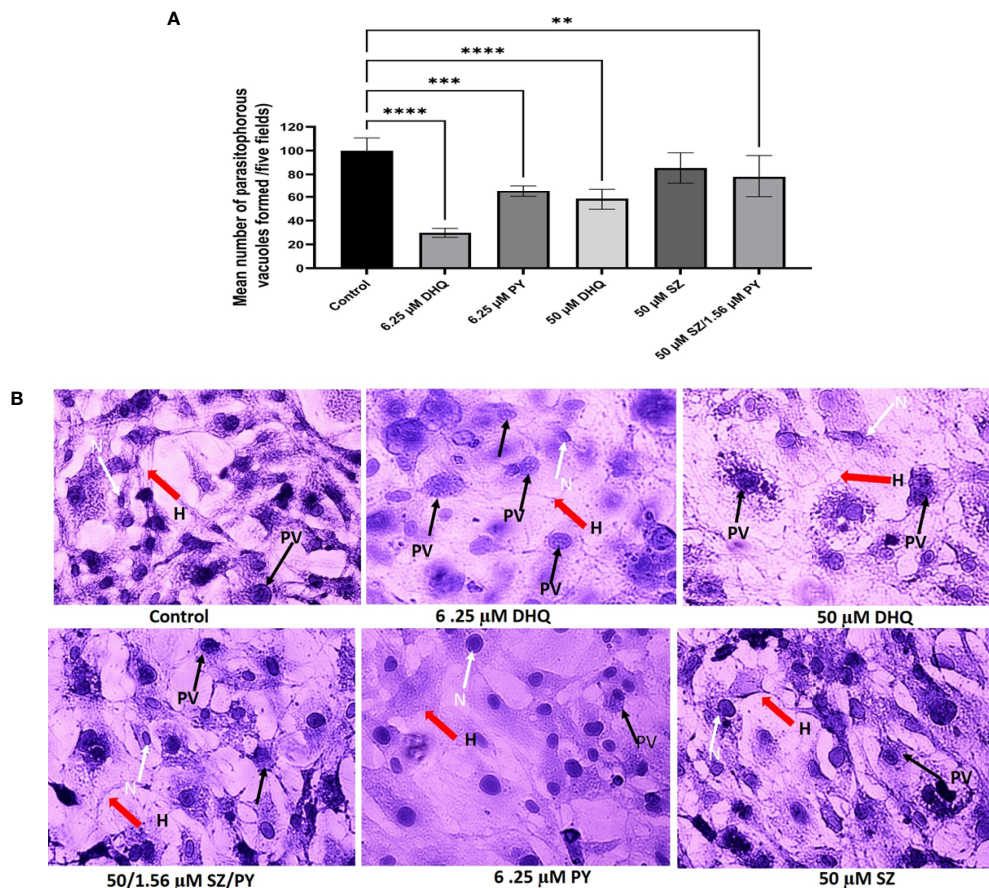 A
**
****
***
****
Mean number of parasitophorous
vacuoles formed /five fields)
120
100
80
60
40
20
0
Control
6.25 µM DHQ
6.25 µM PY
50 µM DHQ
50 µM SZ
50 µM SZ/1.56 µM PY
B
N
H
PV
Control
N
PV
H
PV
PV
6 .25 µM DHQ
N
H
PV
PV
50 µM DHQ
PV
N
H
50/1.56 µM SZ/PY
N
H
PV
6 .25 µM PY
H
N
PV
50 µM SZ